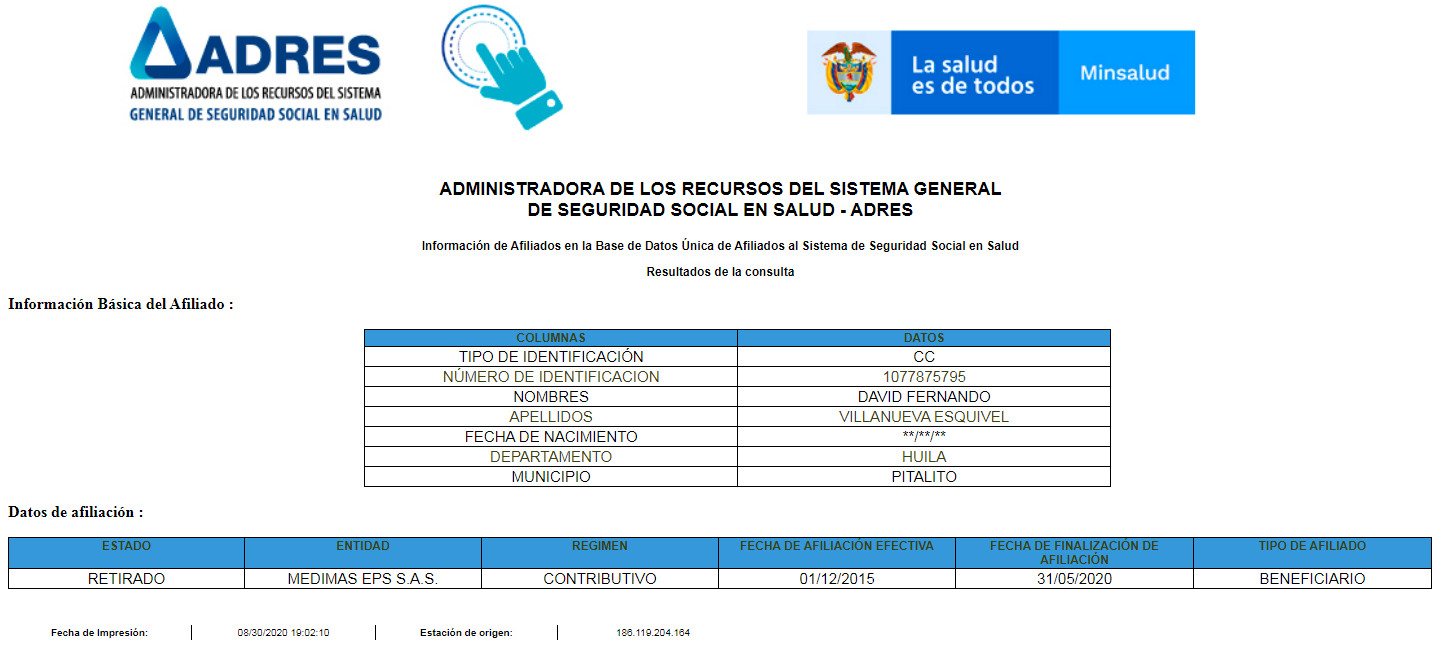 ADRES
ADMINISTRADORA DE LOS RECURSOS DEL SISTEMA
GENERAL DE SEGURIDAD SOCIAL EN SALUD
La salud
es de todos
Minsalud
ADMINISTRADORA DE LOS RECURSOS DEL SISTEMA GENERAL
DE SEGURIDAD SOCIAL EN SALUD - ADRES
Información de Afiliados en la Base de Datos Única de Afiliados al Sistema de Seguridad Social en Salud
Resultados de la consulta
Información Básica del Afiliado :
COLUMNAS DATOS
TIPO DE IDENTIFICACIÓN CC
NÚMERO DE IDENTIFICACION 1077875795
NOMBRES DAVID FERNANDO
APELLIDOS VILLANUEVA ESQUIVEL
FECHA DE NACIMIENTO **/**/**
DEPARTAMENTO HUILA
MUNICIPIO PITALITO
Datos de afiliación :
ESTADO ENTIDAD REGIMEN FECHA DE AFILIACIÓN EFECTIVA FECHA DE FINALIZACIÓN DE AFILIACIÓN TIPO DE AFILIADO
RETIRADO MEDIMAS EPS S.A.S. CONTRIBUTIVO 01/12/2015 31/05/2020 BENEFICIARIO
Fecha de Impresión: 08/30/2020 19:02:10 Estación de origen: 186.119.204.164